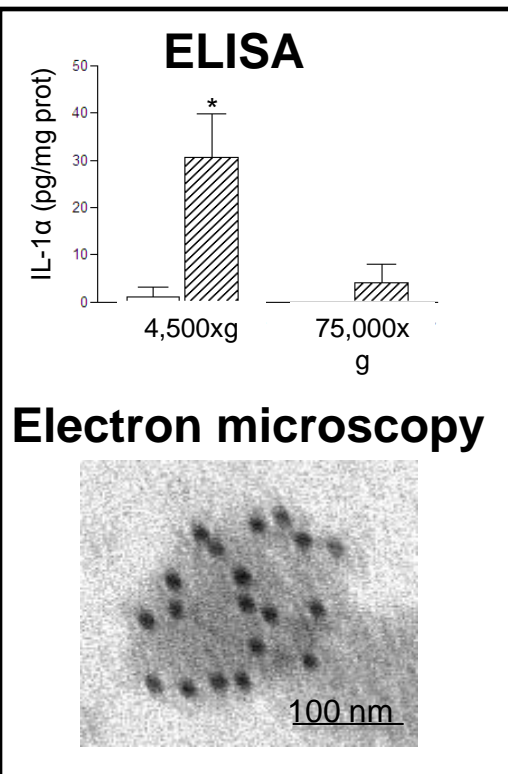 ELISA
IL-1α (pg/mg prot)
50
40
30
20
10
0
*
4,500xg
75,000x
g
Electron microscopy
100 nm